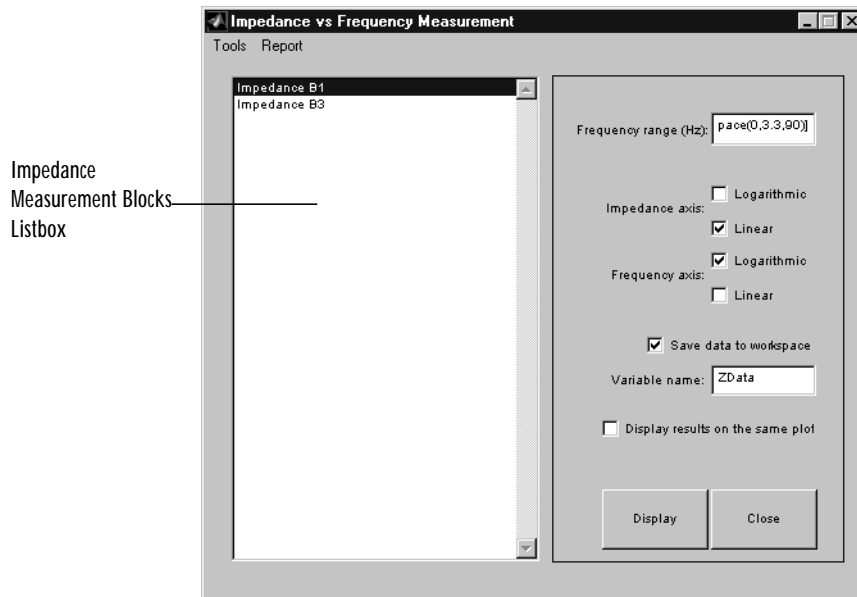 Impedance vs Frequency Measurement
Tools Report
Impedance B1
Impedance B3
Impedance
Measurement Blocks
Listbox
Frequency range (Hz): pace(0,3.3,90)]
Impedance axis:
Logarithmic
Linear
Frequency axis:
Logarithmic
Linear
Save data to workspace
Variable name: ZData
Display results on the same plot
Display Close